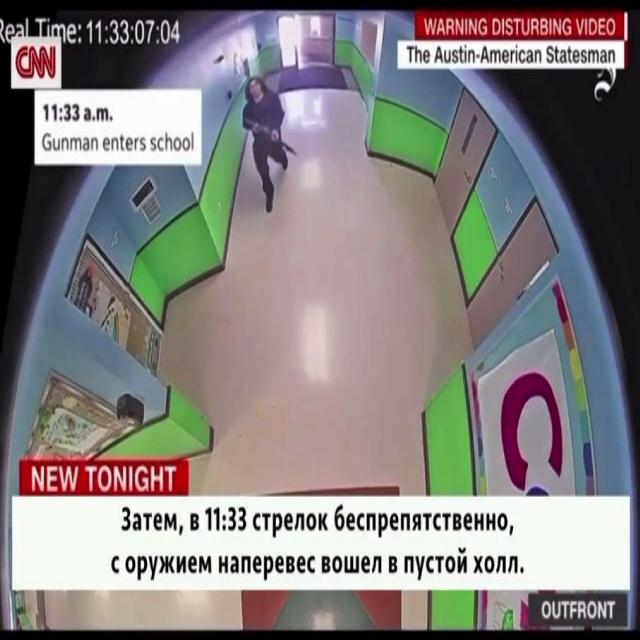 Real Time: 11:33:07:04
CNN
WARNING DISTURBING VIDEO
The Austin-American Statesman
11:33 a.m.
Gunman enters school
C
NEW TONIGHT
Затем, в 11:33 стрелок беспрепятственно,
с оружием наперевес вошел в пустой холл.
OUTFRONT